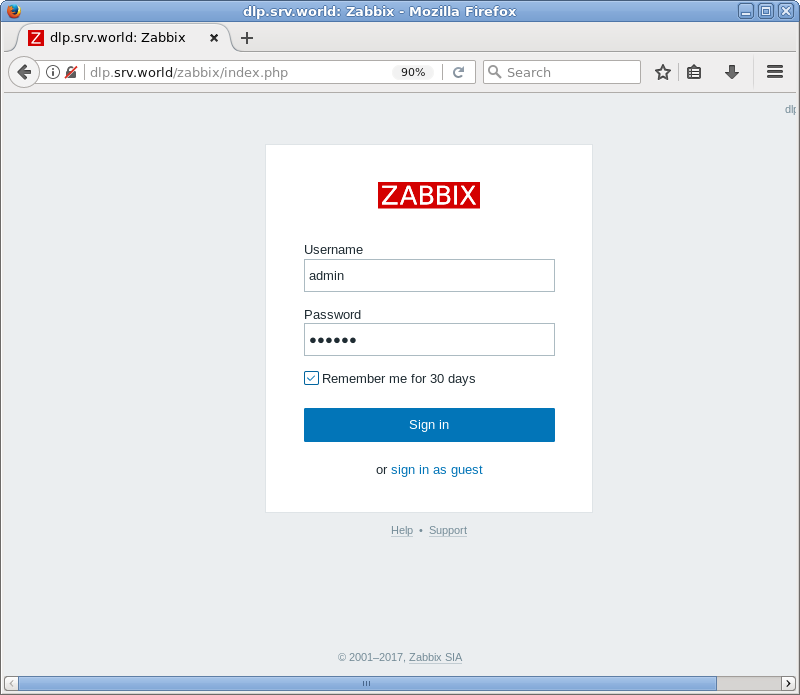 dlp.srv.world: Zabbix - Mozilla Firefox
Z dlp.srv.world: Zabbix
dlp.srv.world/zabbix/index.php 90% Search
dlp
ZABBIX
Username
admin
Password
●●●●●●
Remember me for 30 days
Sign in
or sign in as guest
Help • Support
© 2001–2017, Zabbix SIA